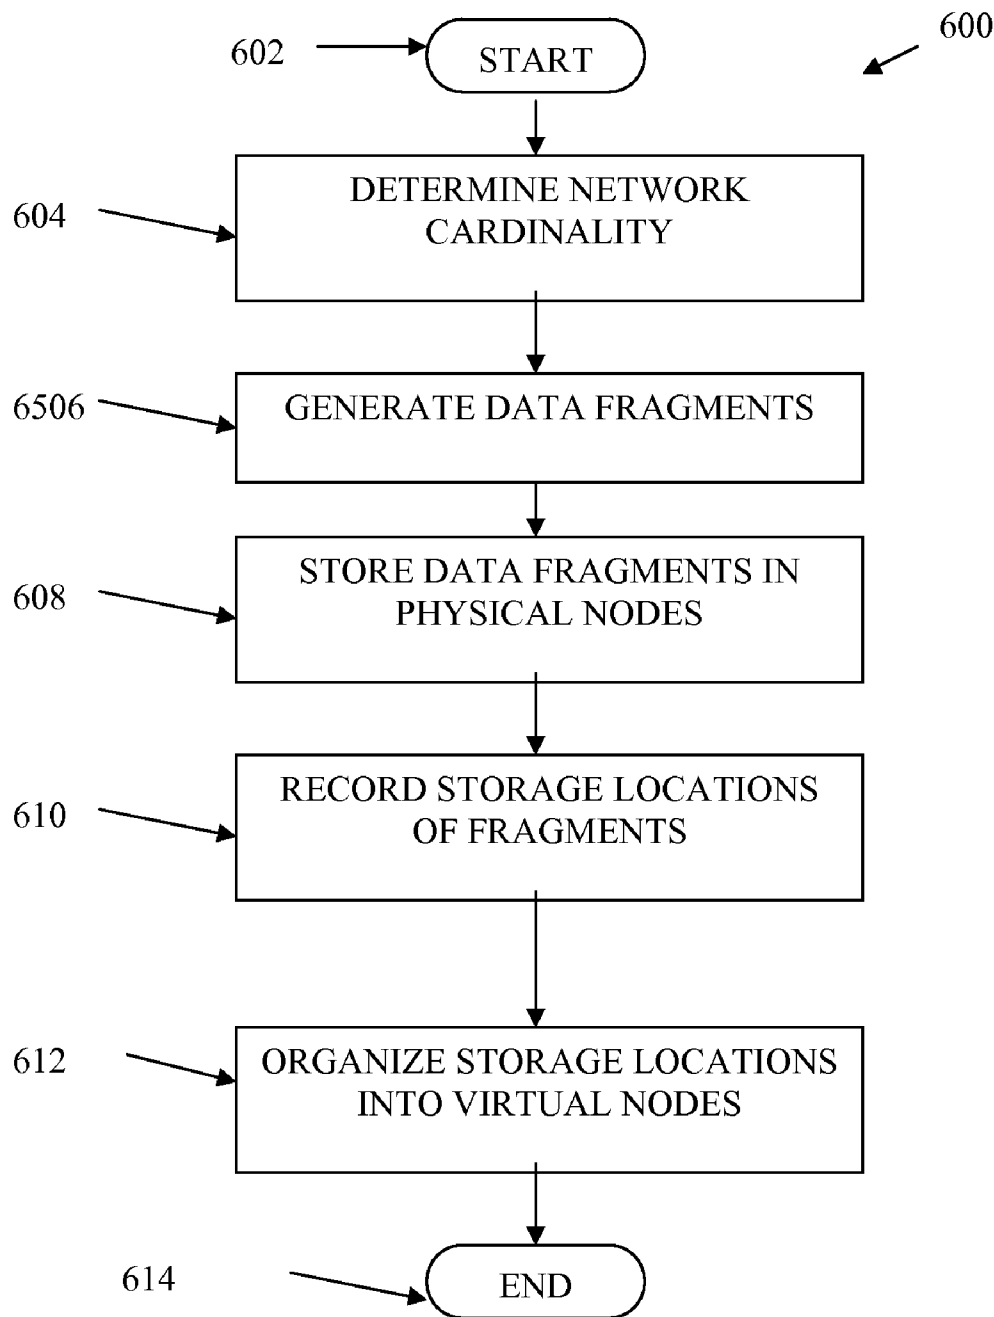 600
602
START
604
DETERMINE NETWORK
CARDINALITY
6506
GENERATE DATA FRAGMENTS
608
STORE DATA FRAGMENTS IN
PHYSICAL NODES
610
RECORD STORAGE LOCATIONS
OF FRAGMENTS
612
ORGANIZE STORAGE LOCATIONS
INTO VIRTUAL NODES
614
END